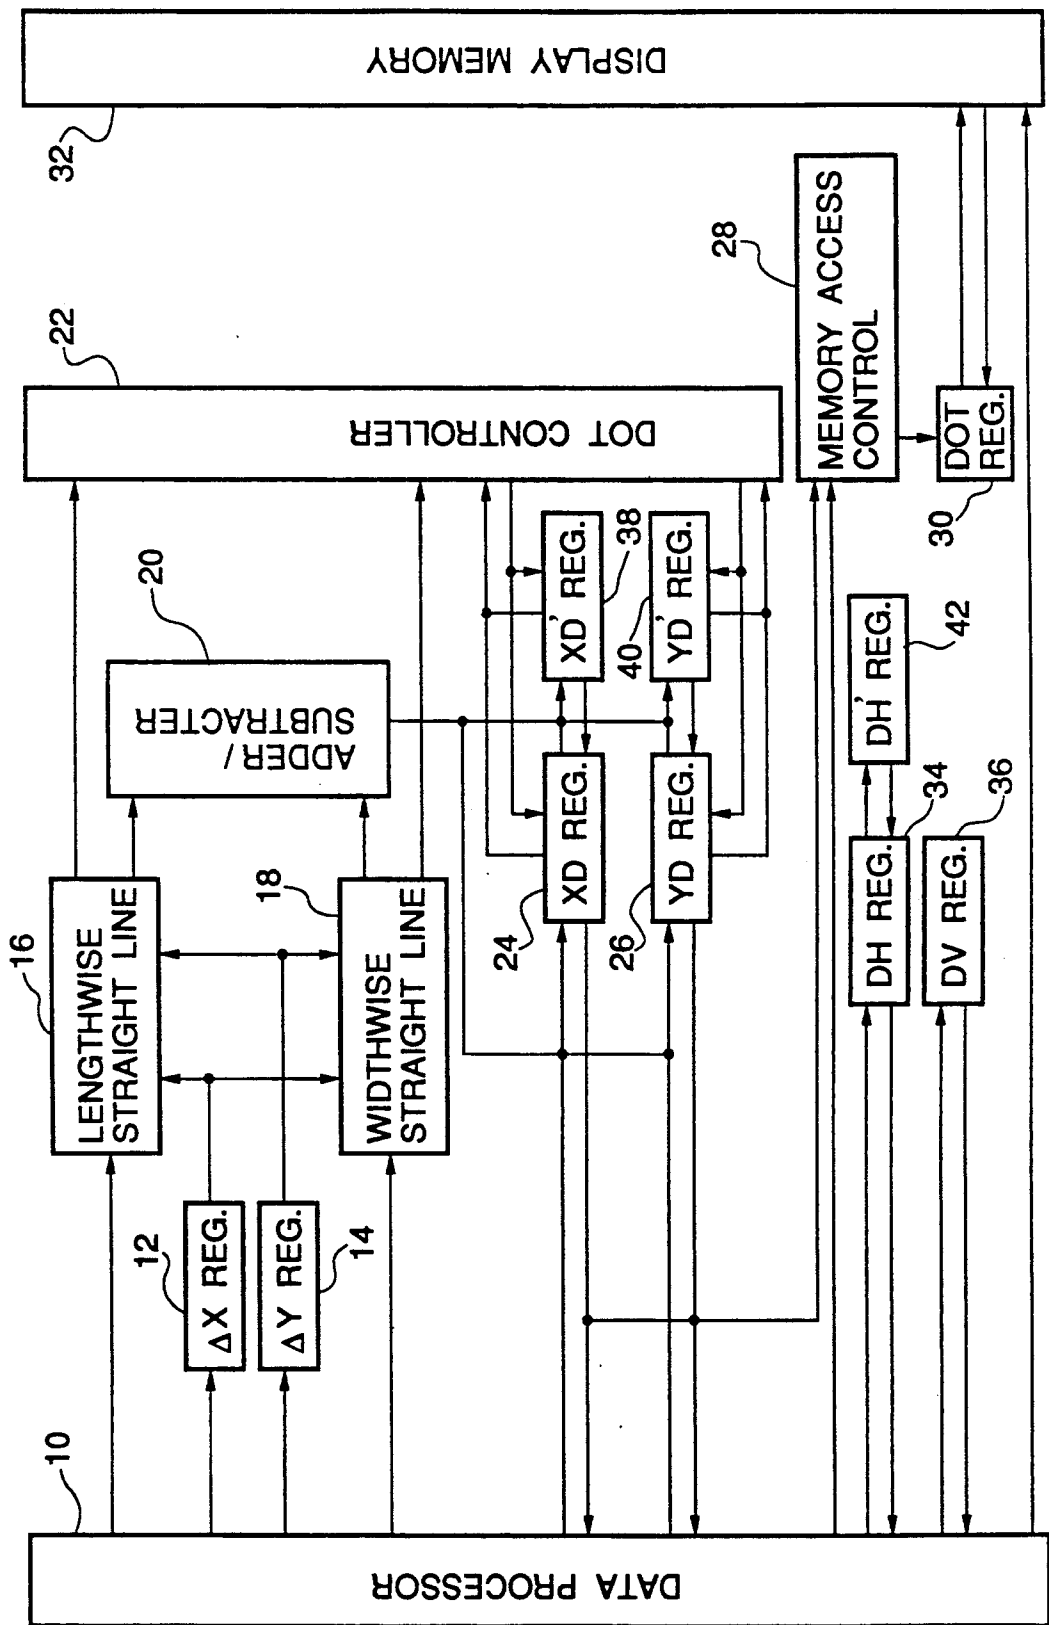 10
DATA PROCESSOR
12
ΔX REG.
ΔY REG.
14
16
LENGTHWISE
STRAIGHT LINE
18
WIDTHWISE
STRAIGHT LINE
20
ADDER/
SUBTRACTER
22
DOT CONTROLLER
24
XD REG.
26
YD REG.
XD' REG.
38
40
YD' REG.
28
MEMORY ACCESS
CONTROL
DOT
REG.
30
32
DISPLAY MEMORY
DH REG.
34
DH' REG.
42
DV REG.
36